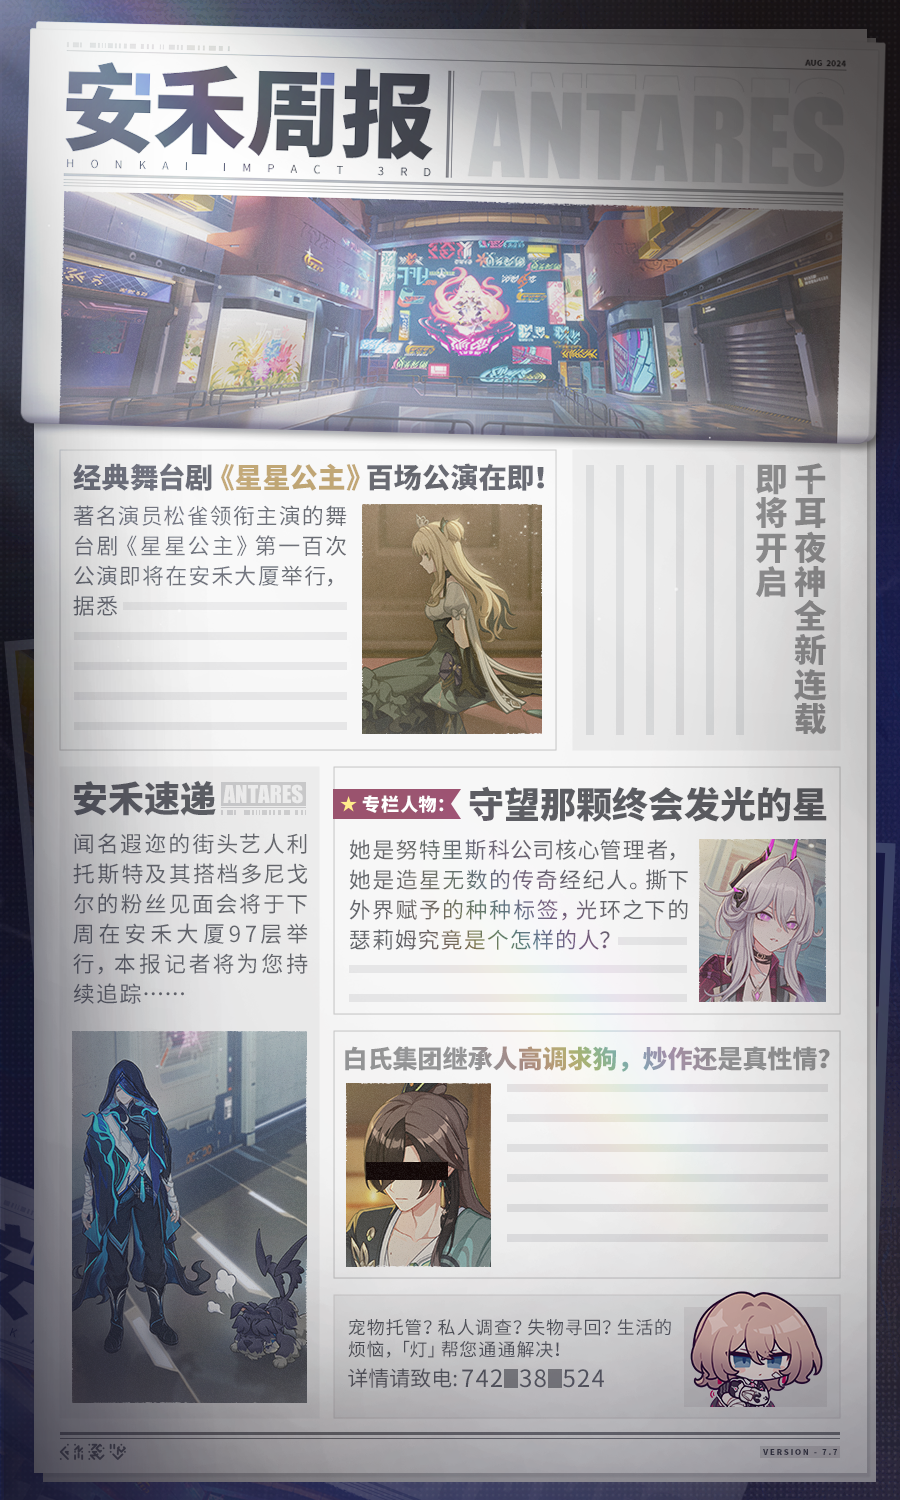 AUG 2024
安禾周报
ANTARES
HONKAI IMPACT 3RD
经典舞台剧《星星公主》百场公演在即!
著名演员松雀领衔主演的舞
台剧《星星公主》第一百次
公演即将在安禾大厦举行,
据悉
千耳夜神全新连载
即将开启
安禾速递
ANTARES
闻名遐迩的街头艺人利
托斯特及其搭档多尼戈
尔的粉丝见面会将于下
周在安禾大厦97层举
行,本报记者将为您持
续追踪……
★ 专栏人物:
守望那颗终会发光的星
她是努特里斯科公司核心管理者,
她是造星无数的传奇经纪人。撕下
外界赋予的种种标签,光环之下的
瑟莉姆究竟是个怎样的人?
白氏集团继承人高调求狗,炒作还是真性情?
宠物托管?私人调查?失物寻回?生活的
烦恼,「灯」帮您通通解决!
详情请致电:742█38█524
VERSION - 7.7